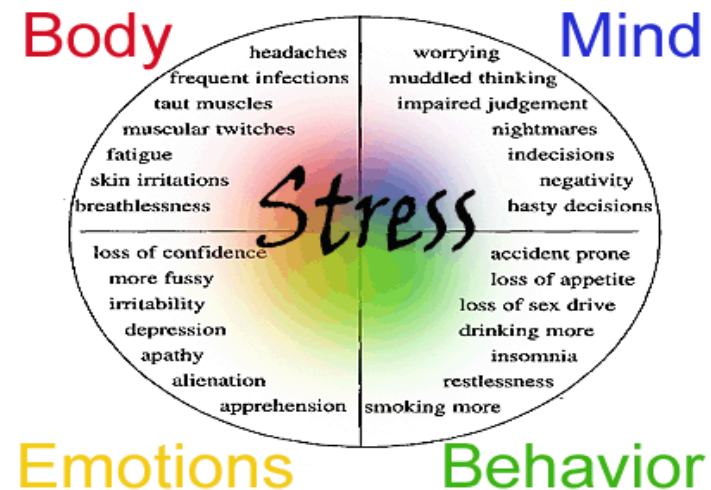 Body
headaches
frequent infections
taut muscles
muscular twitches
fatigue
skin irritations
breathlessness
Mind
worrying
muddled thinking
impaired judgement
nightmares
indecisions
negativity
hasty decisions
Stress
loss of confidence
more fussy
irritability
depression
apathy
alienation
apprehension
Emotions
accident prone
loss of appetite
loss of sex drive
drinking more
insomnia
restlessness
smoking more
Behavior